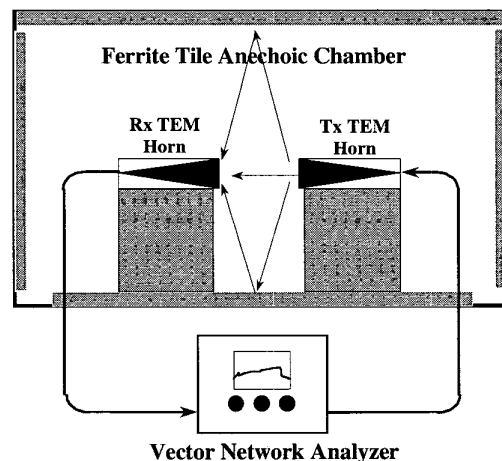 Ferrite Tile Anechoic Chamber
Rx TEM
Horn
Tx TEM
Horn
Vector Network Analyzer